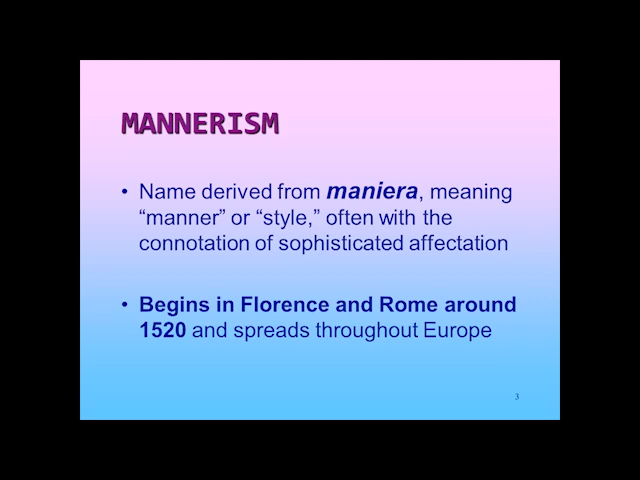 MANNERISM
• Name derived from maniera, meaning
“manner” or “style,” often with the
connotation of sophisticated affectation
• Begins in Florence and Rome around
1520 and spreads throughout Europe
3